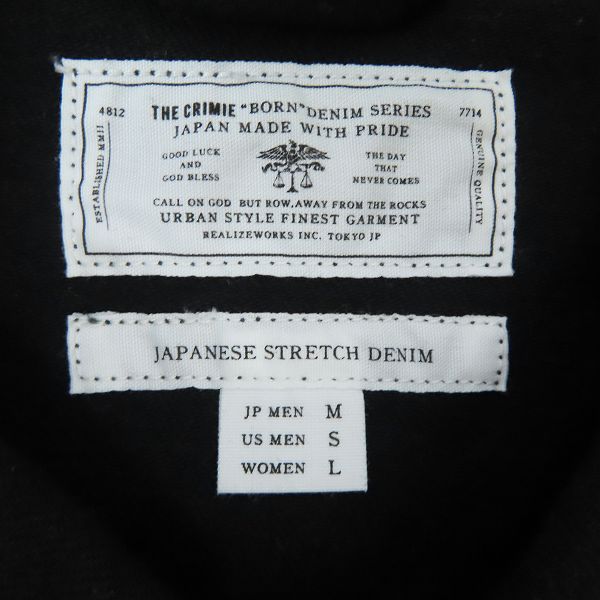 4812
THE CRIMIE "BORN" DENIM SERIES
7714
JAPAN MADE WITH PRIDE
ESTABLISHED MMII
GOOD LUCK
AND
GOD BLESS
THE DAY
THAT
NEVER COMES
GENUINE QUALITY
CALL ON GOD BUT ROW.AWAY FROM THE ROCKS
URBAN STYLE FINEST GARMENT
REALIZEWORKS INC. TOKYO JP
JAPANESE STRETCH DENIM
JP MEN M
US MEN S
WOMEN L